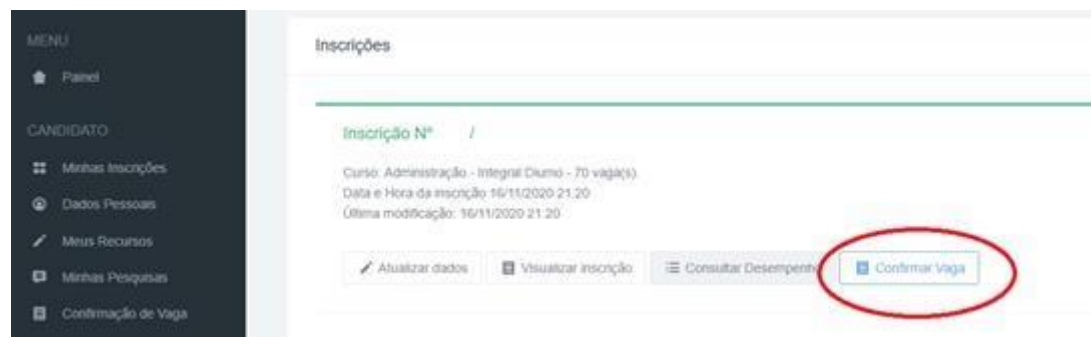 MENU
Painel
CANDIDATO
Minhas Inscrições
Dados Pessoais
Meus Recursos
Minhas Pesquisas
Confirmação de Vaga
Inscrições
Inscrição Nº /
Curso: Administração - Integral Diurno - 70 vaga(s).
Data e Hora da inscrição 16/11/2020 21:20
Última modificação: 16/11/2020 21:20
Atualizar dados
Visualizar inscrição
Consultar Desempenho
Confirmar Vaga